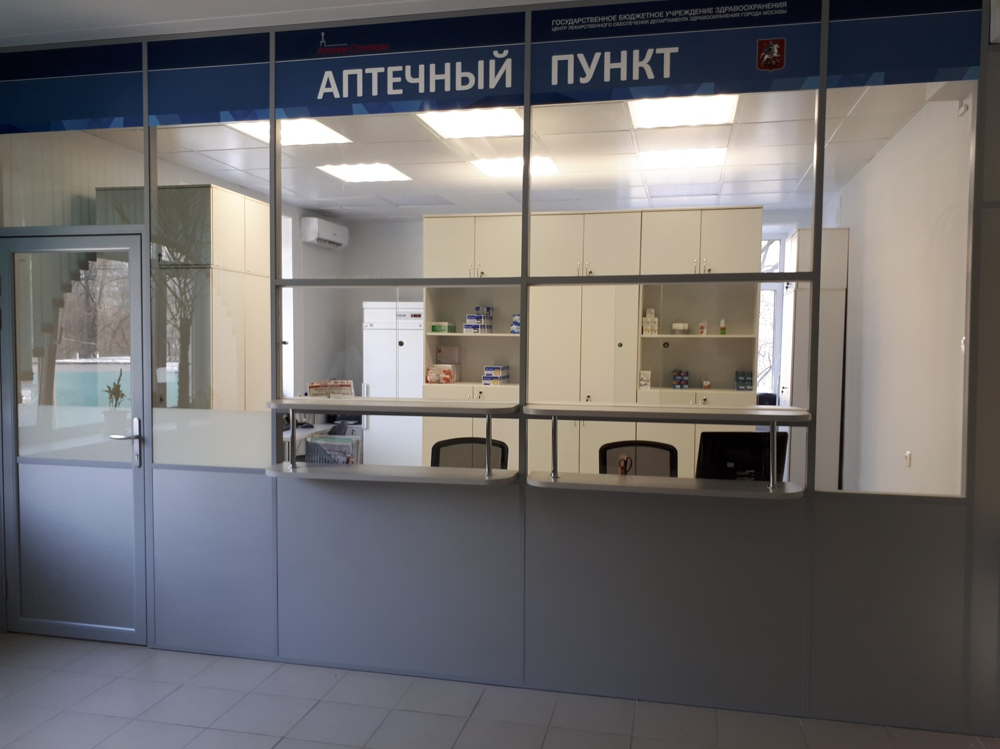 Аптеки Столицы
ГОСУДАРСТВЕННОЕ БЮДЖЕТНОЕ УЧРЕЖДЕНИЕ ЗДРАВООХРАНЕНИЯ
ЦЕНТР ЛЕКАРСТВЕННОГО ОБЕСПЕЧЕНИЯ ДЕПАРТАМЕНТА ЗДРАВООХРАНЕНИЯ ГОРОДА МОСКВЫ
АПТЕЧНЫЙ ПУНКТ